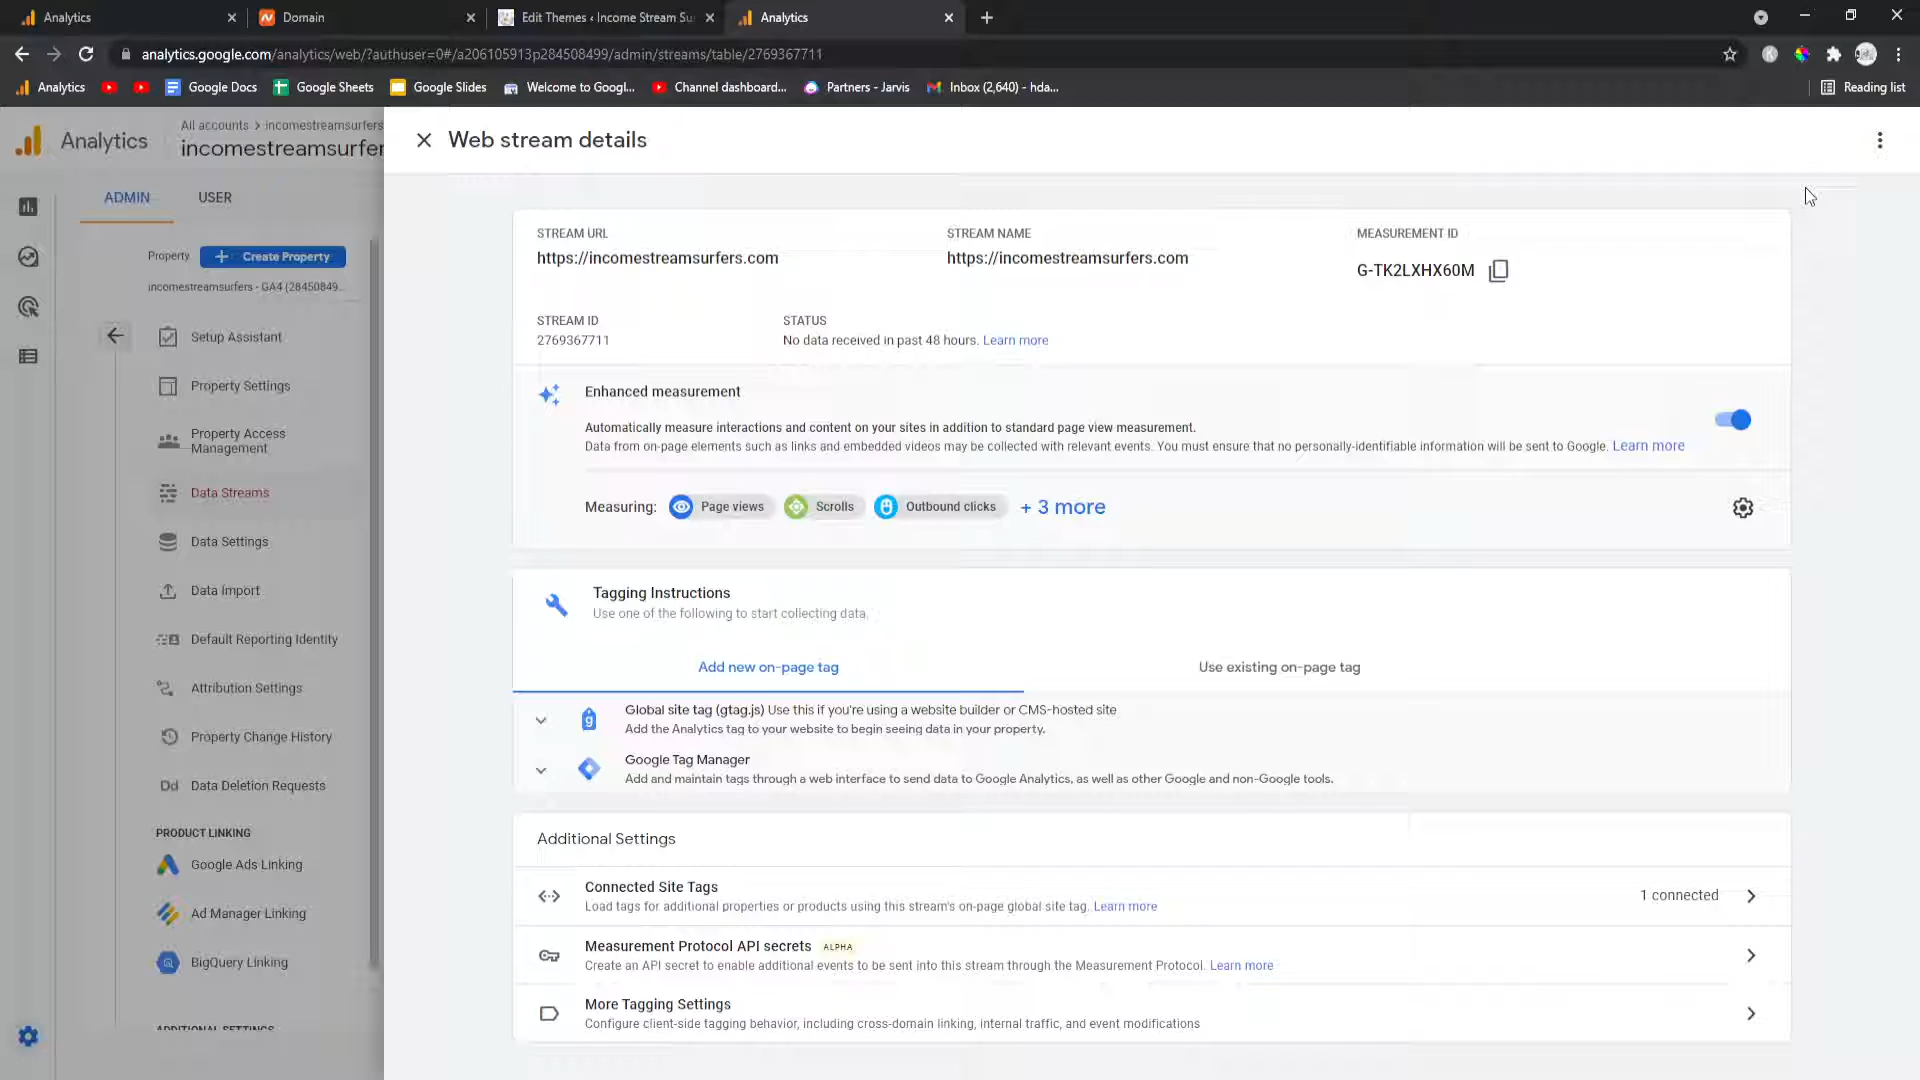 Analytics
Domain
Edit Themes ‹ Income Stream Su
Analytics
analytics.google.com/analytics/web/?authuser=0#/a206105913p284508499/admin/streams/table/2769367711
Analytics
Google Docs
Google Sheets
Google Slides
Welcome to Googl...
Channel dashboard...
Partners - Jarvis
Inbox (2,640) - hda...
Reading list
Analytics
All accounts > incomestreamsurfers
incomestreamsurfer
Web stream details
ADMIN
USER
Property
Create Property
incomestreamsurfers - GA4 (28450849...
Setup Assistant
Property Settings
Property Access
Management
Data Streams
Data Settings
Data Import
Default Reporting Identity
Attribution Settings
Property Change History
Dd
Data Deletion Requests
PRODUCT LINKING
Google Ads Linking
Ad Manager Linking
BigQuery Linking
ADDITIONAL SETTINGS
STREAM URL
https://incomestreamsurfers.com
STREAM NAME
https://incomestreamsurfers.com
MEASUREMENT ID
G-TK2LXHX60M
STREAM ID
2769367711
STATUS
No data received in past 48 hours. Learn more
Enhanced measurement
Automatically measure interactions and content on your sites in addition to standard page view measurement.
Data from on-page elements such as links and embedded videos may be collected with relevant events. You must ensure that no personally-identifiable information will be sent to Google. Learn more
Measuring:
Page views
Scrolls
Outbound clicks
+ 3 more
Tagging Instructions
Use one of the following to start collecting data.
Add new on-page tag
Use existing on-page tag
g
Global site tag (gtag.js) Use this if you're using a website builder or CMS-hosted site
Add the Analytics tag to your website to begin seeing data in your property.
Google Tag Manager
Add and maintain tags through a web interface to send data to Google Analytics, as well as other Google and non-Google tools.
Additional Settings
Connected Site Tags
Load tags for additional properties or products using this stream's on-page global site tag. Learn more
1 connected
Measurement Protocol API secrets ALPHA
Create an API secret to enable additional events to be sent into this stream through the Measurement Protocol. Learn more
More Tagging Settings
Configure client-side tagging behavior, including cross-domain linking, internal traffic, and event modifications